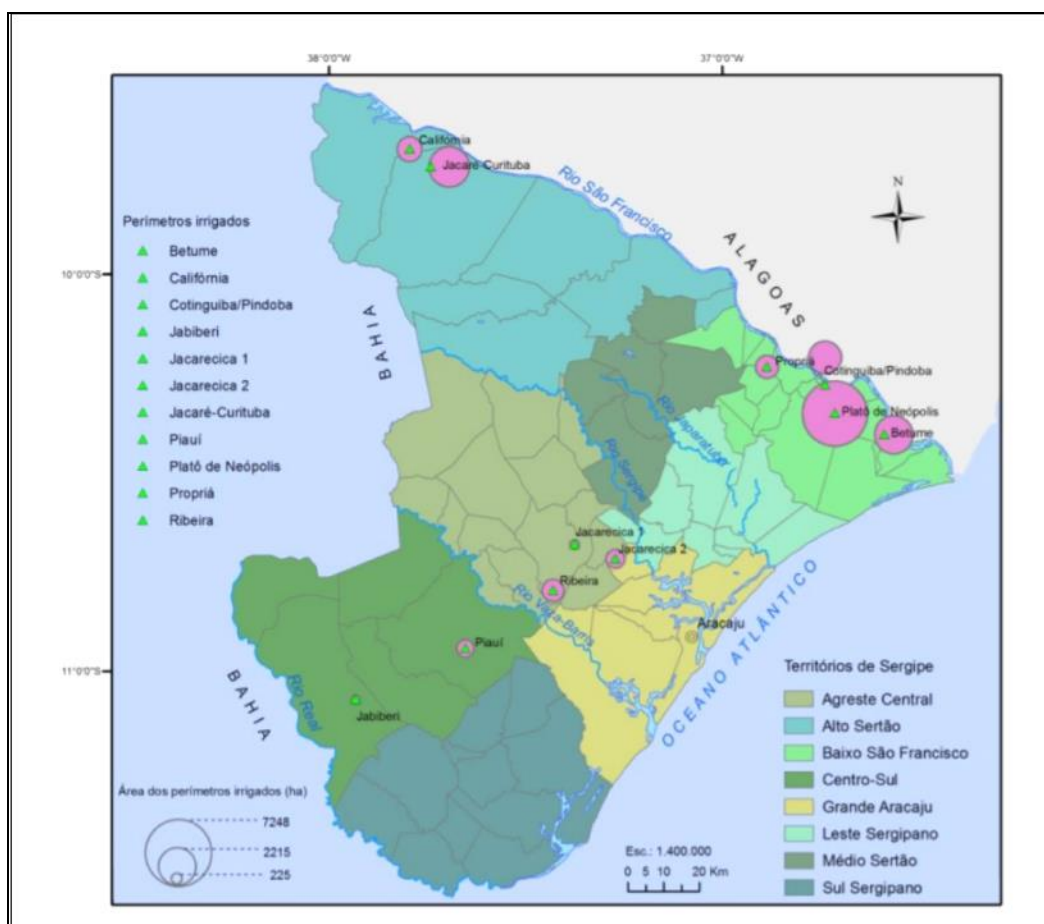 38°0'0"W
37°0'0"W
Califórnia
Jacaré-Curituba
Rio São Francisco
N
Perímetros irrigados
Betume
Califórnia
Cotinguiba/Pindoba
Jabiberi
Jacarecica 1
Jacarecica 2
Jacaré-Curituba
Piauí
Platô de Neópolis
Propriá
Ribeira
10°0'0"S
ALAGOAS
BAHIA
Propriá
Cotinguiba/Pindoba
Platô de Neópolis
Betume
Rio Japaratuba
Rio Sergipe
Jacarecica 1
Jacarecica 2
Ribeira
Rio Vaza-Barris
Piauí
Aracaju
OCEANO ATLÂNTICO
11°0'0"S
BAHIA
Rio Real
Jabiberi
Territórios de Sergipe
Agreste Central
Alto Sertão
Baixo São Francisco
Centro-Sul
Grande Aracaju
Leste Sergipano
Médio Sertão
Sul Sergipano
Área dos perímetros irrigados (ha)
7248
2215
225
Esc.: 1:400.000
0 5 10 20 Km